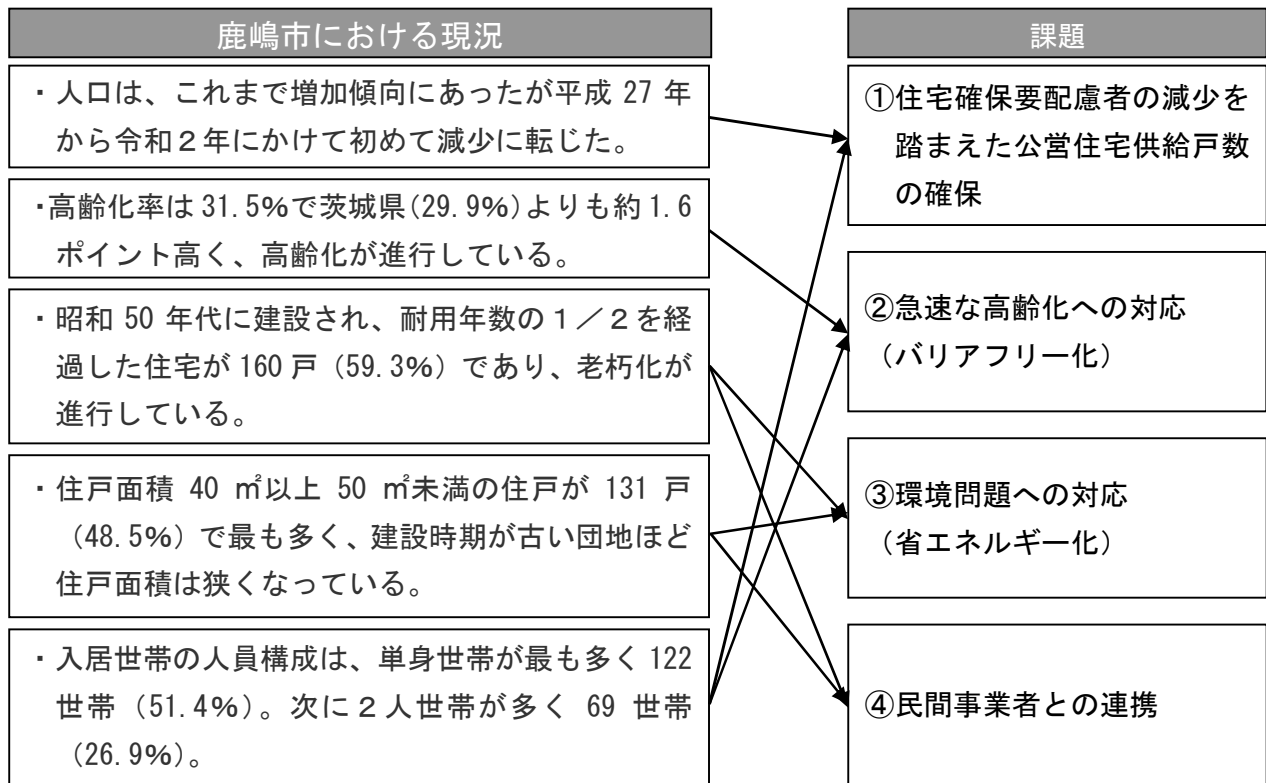 鹿嶋市における現況
・人口は、これまで増加傾向にあったが平成 27 年
から令和２年にかけて初めて減少に転じた。
・高齢化率は 31.5%で茨城県(29.9%)よりも約 1.6
ポイント高く、高齢化が進行している。
・昭和 50 年代に建設され、耐用年数の１／２を経
過した住宅が 160 戸（59.3%）であり、老朽化が
進行している。
・住戸面積 40 ㎡以上 50 ㎡未満の住戸が 131 戸
（48.5%）で最も多く、建設時期が古い団地ほど
住戸面積は狭くなっている。
・入居世帯の人員構成は、単身世帯が最も多く 122
世帯（51.4%）。次に２人世帯が多く 69 世帯
（26.9%）。
課題
①住宅確保要配慮者の減少を
踏まえた公営住宅供給戸数
の確保
②急速な高齢化への対応
（バリアフリー化）
③環境問題への対応
（省エネルギー化）
④民間事業者との連携